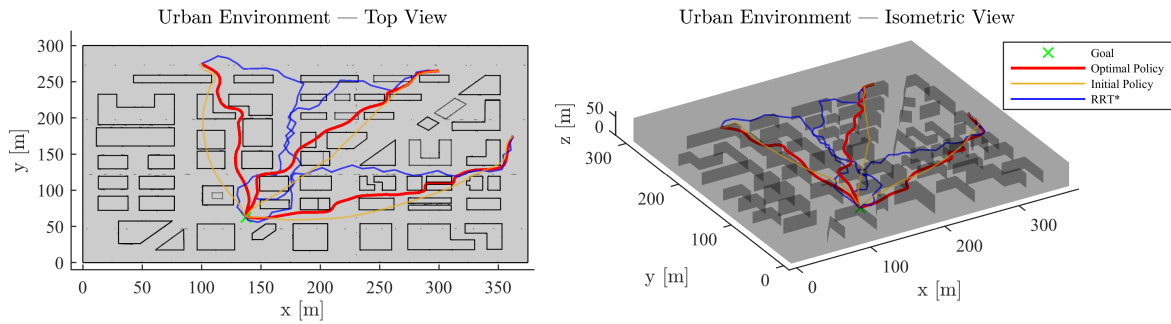 Urban Environment — Top View
300
250
200
150
100
50
0
y [m]
0
50
100
150
200
250
300
350
x [m]
Urban Environment — Isometric View
Goal
Optimal Policy
Initial Policy
RRT*
z [m]
50
0
300
200
100
0
y [m]
0
100
200
300
x [m]